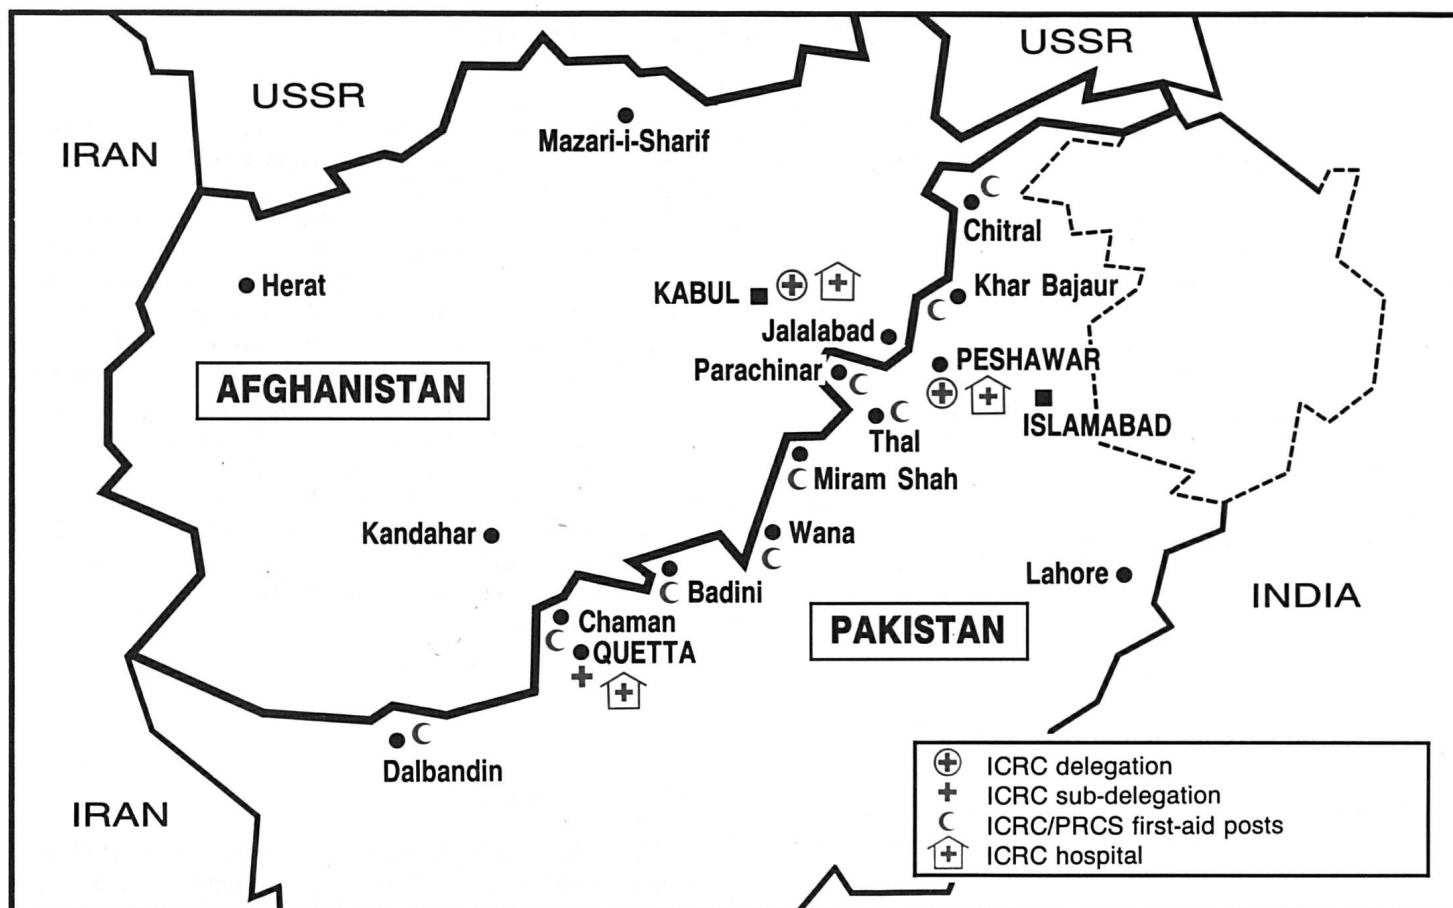 USSR
USSR
IRAN
Mazari-i-Sharif
Chitral
Herat
KABUL
Khar Bajaur
Jalalabad
Parachinar
PESHAWAR
AFGHANISTAN
ISLAMABAD
Thal
Miram Shah
Kandahar
Wana
Lahore
Badini
INDIA
Chaman
PAKISTAN
QUETTA
Dalbandin
IRAN
ICRC delegation
ICRC sub-delegation
ICRC/PRCS first-aid posts
ICRC hospital